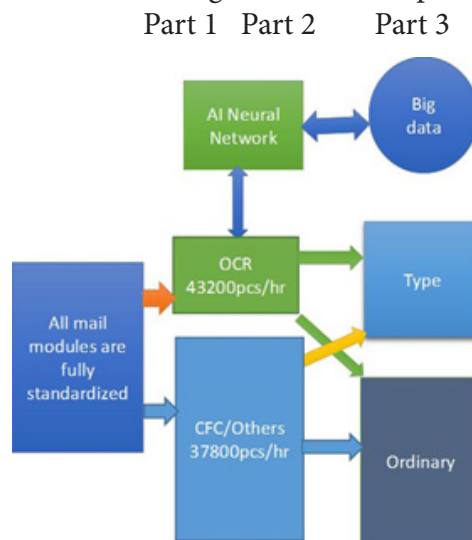 Part 1 Part 2 Part 3
AI Neural
Network
Big
data
OCR
43200pcs/hr
Type
All mail
modules are
fully
standardized
CFC/Others
37800pcs/hr
Ordinary